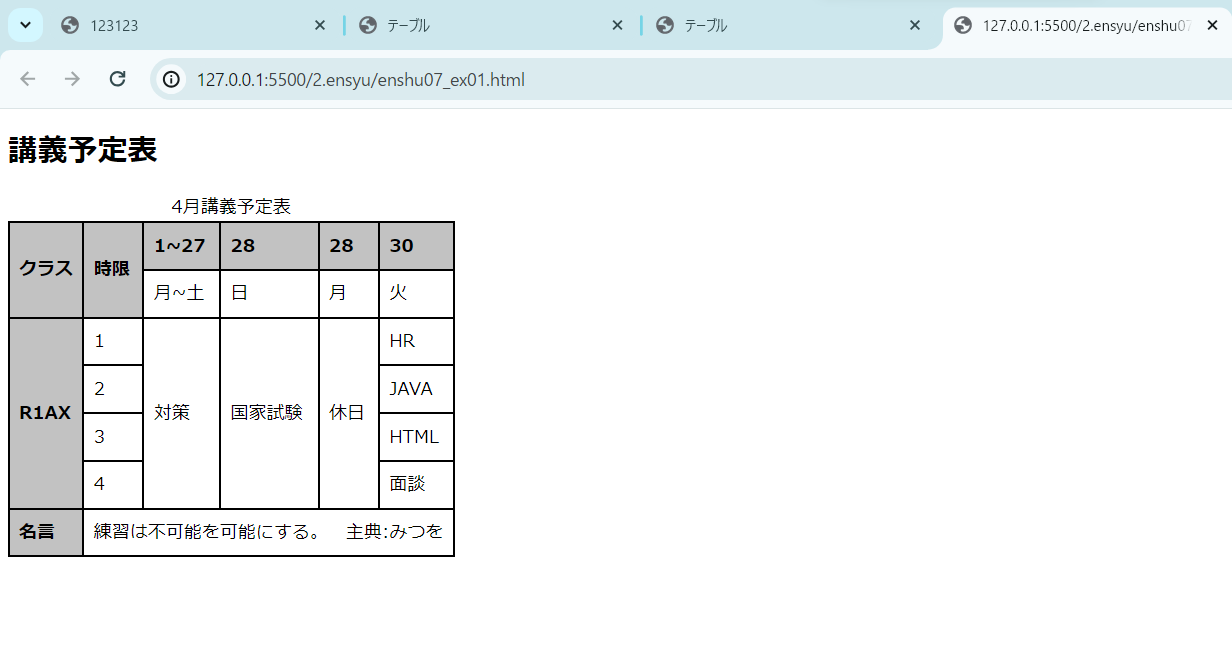 123123
テーブル
テーブル
127.0.0.1:5500/2.ensyu/enshu07
127.0.0.1:5500/2.ensyu/enshu07_ex01.html
講義予定表
4月講義予定表
クラス 時限 1~27 28 28 30
月~土 日 月 火
R1AX 1 対策 国家試験 休日 HR
2 JAVA
3 HTML
4 面談
名言 練習は不可能を可能にする。　主典:みつを